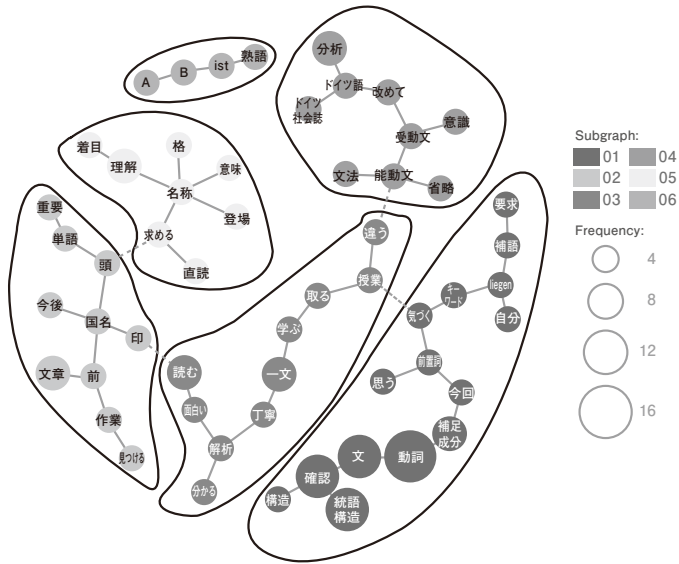 A
B
ist
熟語
分析
ドイツ語
改めて
ドイツ
社会誌
受動文
意識
文法
能動文
省略
着目
理解
格
意味
名称
登場
求める
直読
重要
単語
頭
今後
国名
印
文章
前
作業
見つける
違う
授業
取る
学ぶ
読む
一文
面白い
丁寧
解析
分かる
要求
補語
liegen
キー
ワード
自分
気づく
前置詞
思う
今回
補足
成分
動詞
文
確認
構造
統語
構造
Subgraph:
01
04
02
05
03
06
Frequency:
4
8
12
16